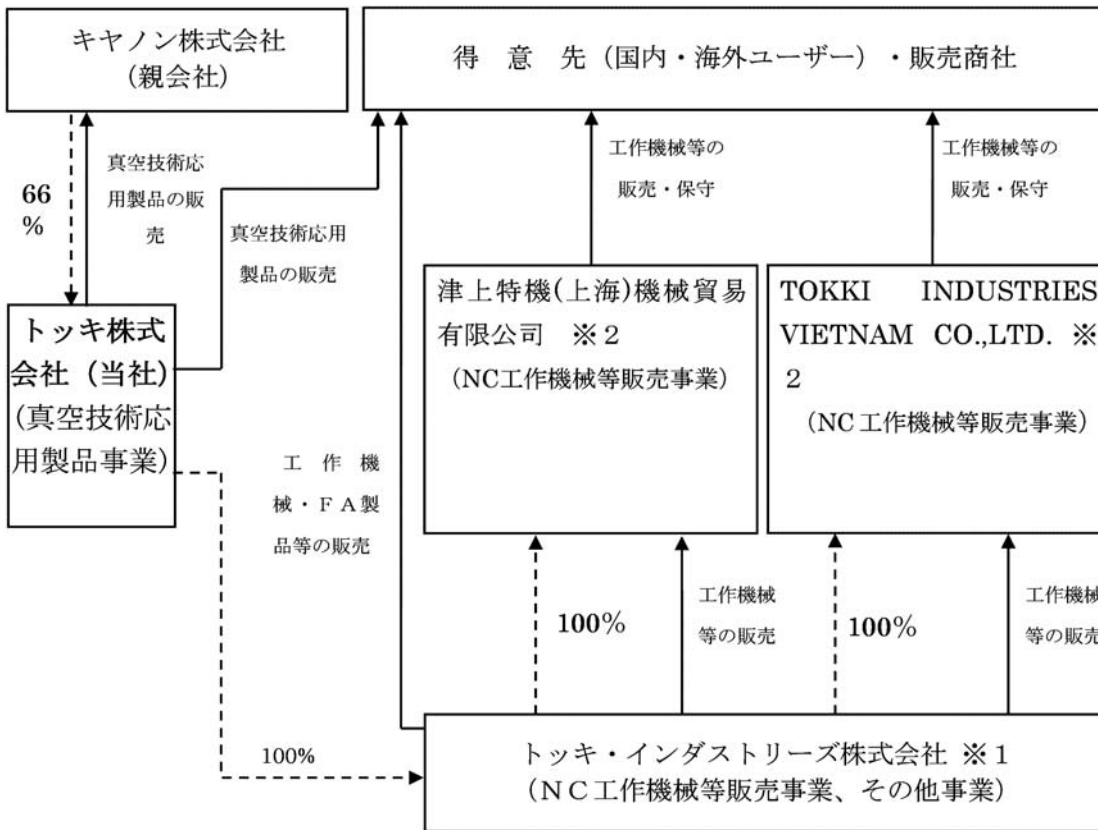 キヤノン株式会社
(親会社)
得 意 先（国内・海外ユーザー）・販売商社
66
%
真空技術応
用製品の販
売
真空技術応用
製品の販売
工作機械等の
販売・保守
工作機械等の
販売・保守
トッキ株式
会社（当社）
(真空技術応
用製品事業)
津上特機(上海)機械貿易
有限公司 ※２
（NC工作機械等販売事業）
TOKKI INDUSTRIES
VIETNAM CO.,LTD. ※
２
（NC工作機械等販売事業）
工 作 機
械・ＦＡ製
品等の販売
100%
工作機械
等の販売
100%
工作機械
等の販売
100%
トッキ・インダストリーズ株式会社 ※１
（ＮＣ工作機械等販売事業、その他事業）